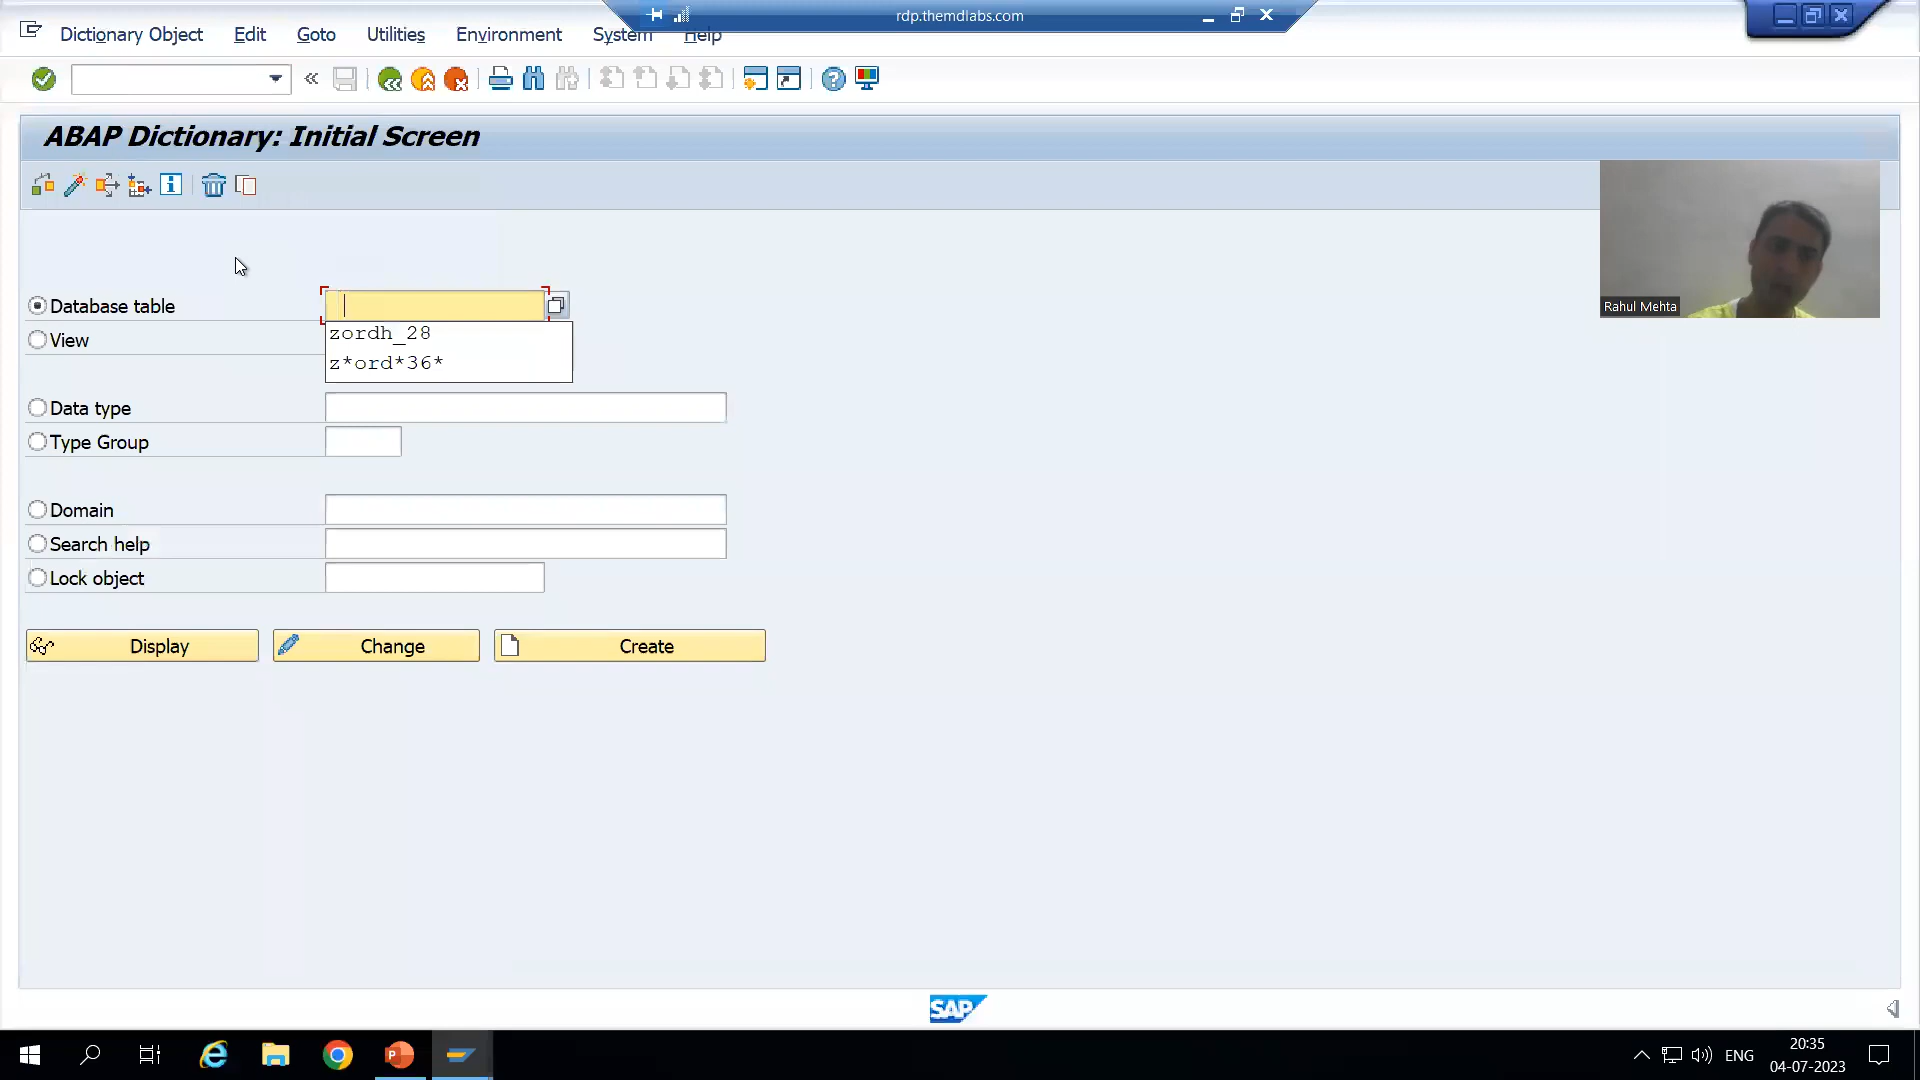 rdp.themdlabs.com
Dictionary Object Edit Goto Utilities Environment System Help
ABAP Dictionary: Initial Screen
Rahul Mehta
Database table
zordh_28
View
z*ord*36*
Data type
Type Group
Domain
Search help
Lock object
Display Change Create
SAP
ENG
20:35
04-07-2023